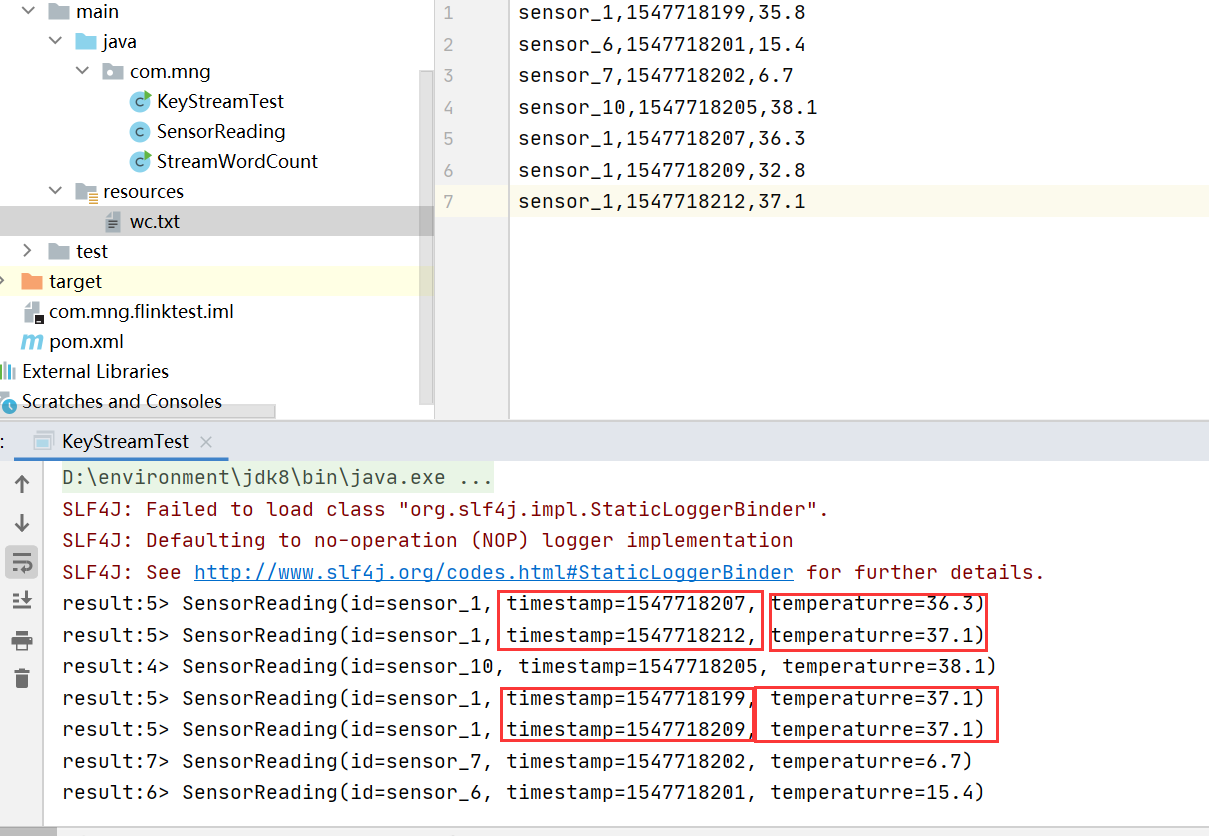 main
java
com.mng
KeyStreamTest
SensorReading
StreamWordCount
resources
wc.txt
test
target
com.mng.flinktest.iml
pom.xml
External Libraries
Scratches and Consoles
1 sensor_1,1547718199,35.8
2 sensor_6,1547718201,15.4
3 sensor_7,1547718202,6.7
4 sensor_10,1547718205,38.1
5 sensor_1,1547718207,36.3
6 sensor_1,1547718209,32.8
7 sensor_1,1547718212,37.1
: KeyStreamTest
D:\environment\jdk8\bin\java.exe ...
SLF4J: Failed to load class "org.slf4j.impl.StaticLoggerBinder".
SLF4J: Defaulting to no-operation (NOP) logger implementation
SLF4J: See http://www.slf4j.org/codes.html#StaticLoggerBinder for further details.
result:5> SensorReading(id=sensor_1, timestamp=1547718207, temperaturre=36.3)
result:5> SensorReading(id=sensor_1, timestamp=1547718212, temperaturre=37.1)
result:4> SensorReading(id=sensor_10, timestamp=1547718205, temperaturre=38.1)
result:5> SensorReading(id=sensor_1, timestamp=1547718199, temperaturre=37.1)
result:5> SensorReading(id=sensor_1, timestamp=1547718209, temperaturre=37.1)
result:7> SensorReading(id=sensor_7, timestamp=1547718202, temperaturre=6.7)
result:6> SensorReading(id=sensor_6, timestamp=1547718201, temperaturre=15.4)